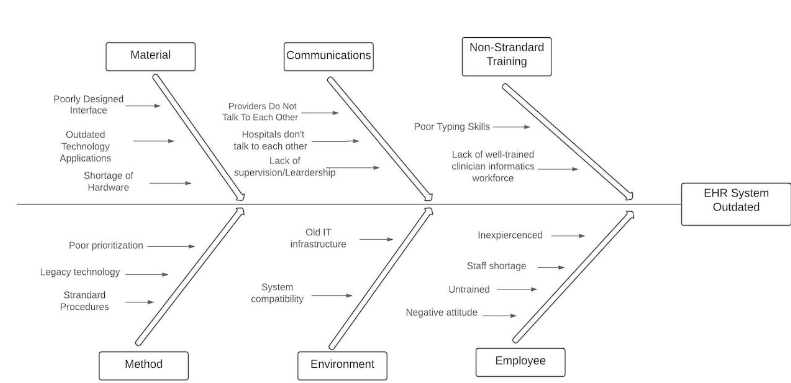 Material
Communications
Non-Strandard
Training
Poorly Designed
Interface
Outdated
Technology
Applications
Shortage of
Hardware
Providers Do Not
Talk To Each Other
Hospitals don't
talk to each other
Lack of
supervision/Leardership
Poor Typing Skills
Lack of well-trained
clinician informatics
workforce
EHR System
Outdated
Poor prioritization
Legacy technology
Strandard
Procedures
Old IT
infrastructure
System
compatibility
Inexpiercenced
Staff shortage
Untrained
Negative attitude
Method
Environment
Employee